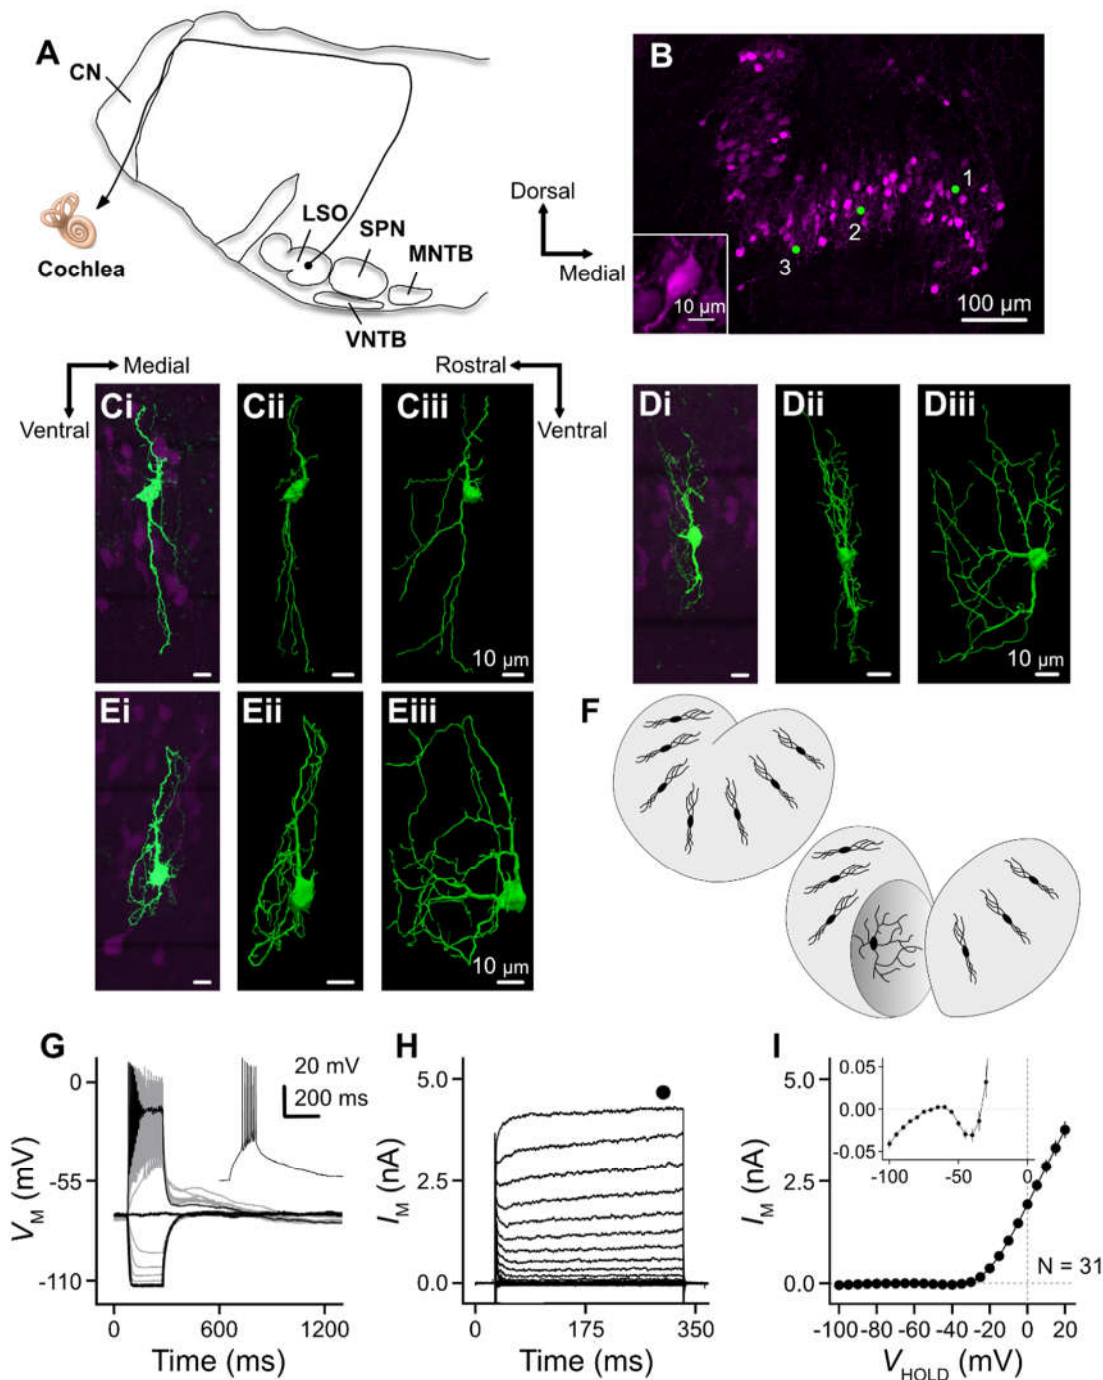 A
CN
LSO
SPN
MNTB
VNTB
Cochlea
Dorsal
Medial
B
1
2
3
10 μm
100 μm
Medial
Ventral
Rostral
Ventral
Ci
Cii
Ciii
10 μm
Di
Dii
Diii
10 μm
Ei
Eii
Eiii
10 μm
F
G
20 mV
200 ms
0
-55
-110
V_M (mV)
0
600
1200
Time (ms)
H
5.0
2.5
0.0
I_M (nA)
0
175
350
Time (ms)
I
5.0
2.5
0.0
I_M (nA)
0.05
0.00
-0.05
-100
-50
0
N = 31
-100
-80
-60
-40
-20
0
20
V_HOLD (mV)